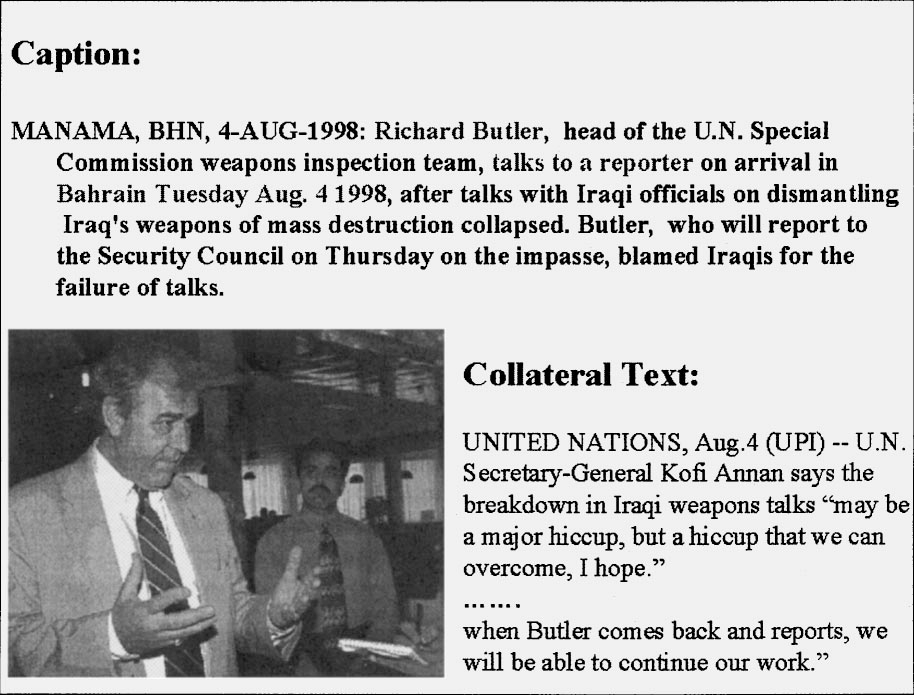 Caption:
MANAMA, BHN, 4-AUG-1998: Richard Butler, head of the U.N. Special
Commission weapons inspection team, talks to a reporter on arrival in
Bahrain Tuesday Aug. 4 1998, after talks with Iraqi officials on dismantling
Iraq's weapons of mass destruction collapsed. Butler, who will report to
the Security Council on Thursday on the impasse, blamed Iraqis for the
failure of talks.
Collateral Text:
UNITED NATIONS, Aug.4 (UPI) -- U.N.
Secretary-General Kofi Annan says the
breakdown in Iraqi weapons talks “may be
a major hiccup, but a hiccup that we can
overcome, I hope.”
.......
when Butler comes back and reports, we
will be able to continue our work.”